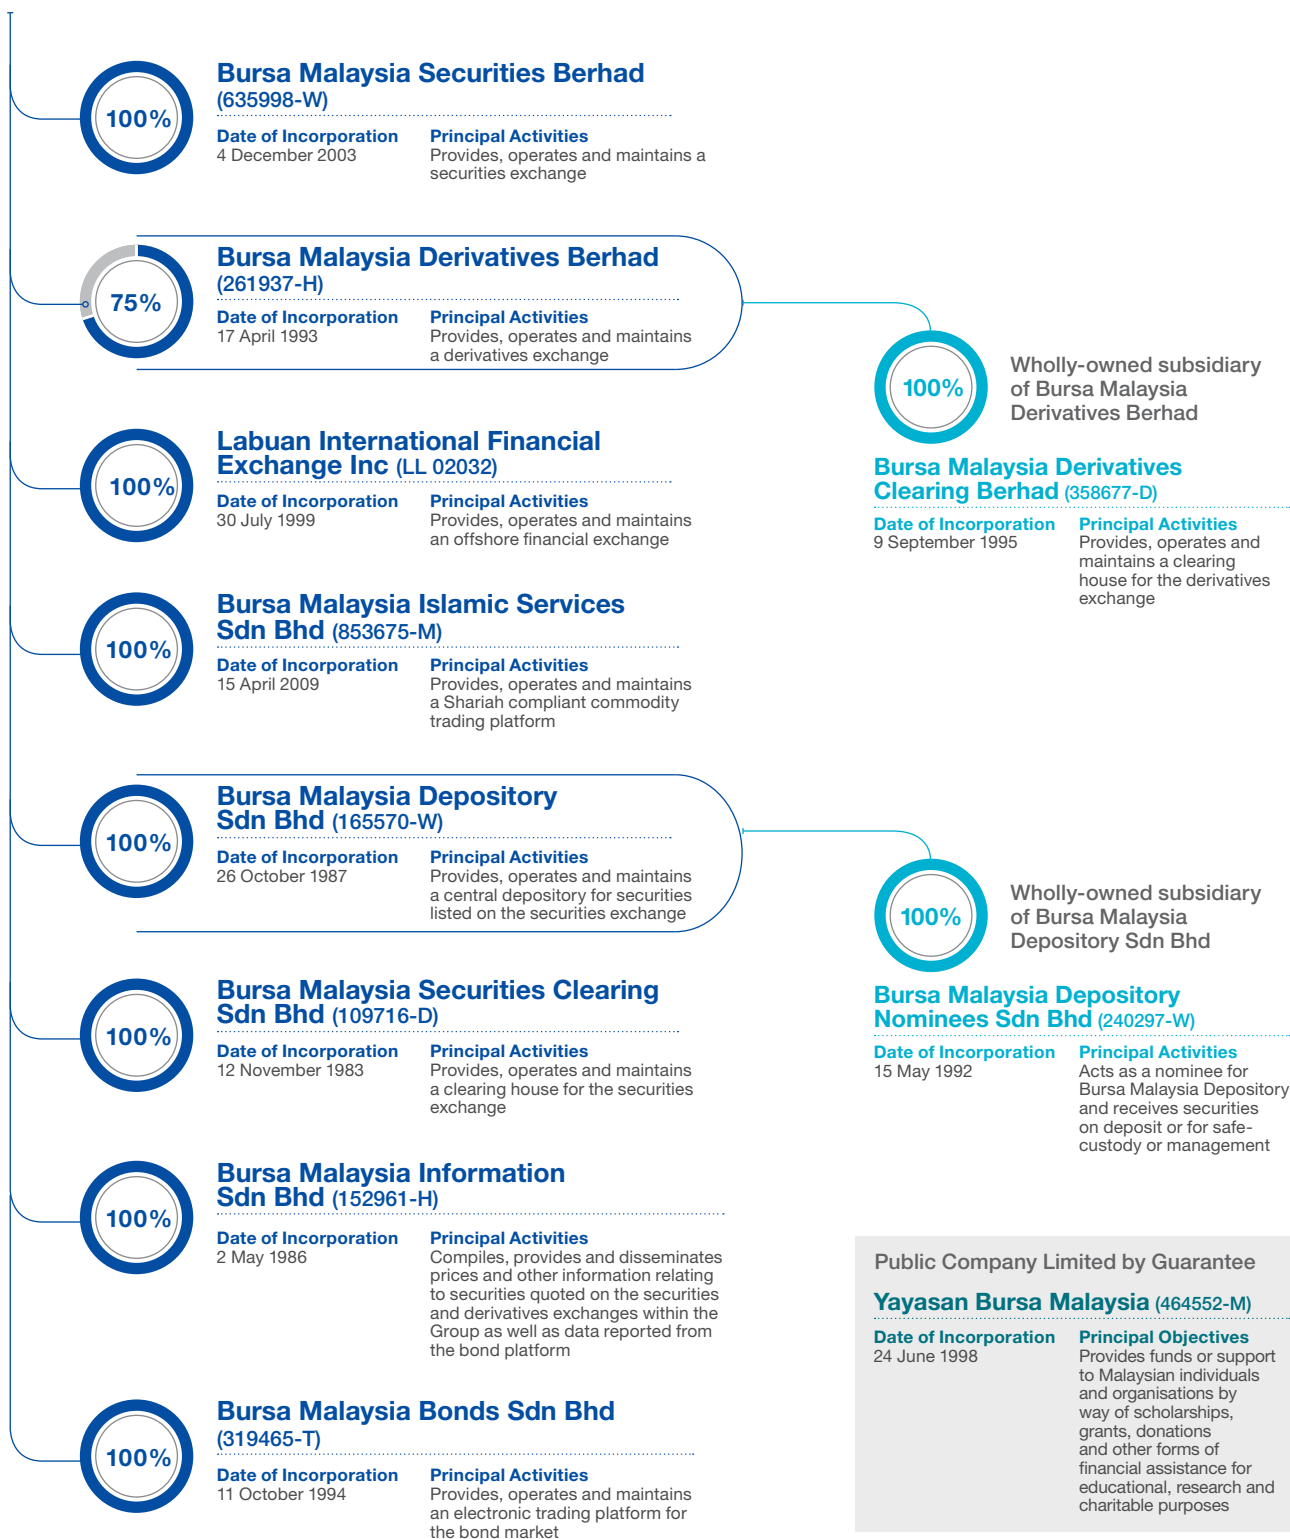 100%
Bursa Malaysia Securities Berhad
(635998-W)
Date of Incorporation
4 December 2003
Principal Activities
Provides, operates and maintains a
securities exchange
75%
Bursa Malaysia Derivatives Berhad
(261937-H)
Date of Incorporation
17 April 1993
Principal Activities
Provides, operates and maintains
a derivatives exchange
100%
Wholly-owned subsidiary
of Bursa Malaysia
Derivatives Berhad
Bursa Malaysia Derivatives
Clearing Berhad (358677-D)
Date of Incorporation
9 September 1995
Principal Activities
Provides, operates and
maintains a clearing
house for the derivatives
exchange
100%
Labuan International Financial
Exchange Inc (LL 02032)
Date of Incorporation
30 July 1999
Principal Activities
Provides, operates and maintains
an offshore financial exchange
100%
Bursa Malaysia Islamic Services
Sdn Bhd (853675-M)
Date of Incorporation
15 April 2009
Principal Activities
Provides, operates and maintains
a Shariah compliant commodity
trading platform
100%
Bursa Malaysia Depository
Sdn Bhd (165570-W)
Date of Incorporation
26 October 1987
Principal Activities
Provides, operates and maintains
a central depository for securities
listed on the securities exchange
100%
Wholly-owned subsidiary
of Bursa Malaysia
Depository Sdn Bhd
Bursa Malaysia Depository
Nominees Sdn Bhd (240297-W)
Date of Incorporation
15 May 1992
Principal Activities
Acts as a nominee for
Bursa Malaysia Depository
and receives securities
on deposit or for safe-
custody or management
100%
Bursa Malaysia Securities Clearing
Sdn Bhd (109716-D)
Date of Incorporation
12 November 1983
Principal Activities
Provides, operates and maintains
a clearing house for the securities
exchange
100%
Bursa Malaysia Information
Sdn Bhd (152961-H)
Date of Incorporation
2 May 1986
Principal Activities
Compiles, provides and disseminates
prices and other information relating
to securities quoted on the securities
and derivatives exchanges within the
Group as well as data reported from
the bond platform
100%
Bursa Malaysia Bonds Sdn Bhd
(319465-T)
Date of Incorporation
11 October 1994
Principal Activities
Provides, operates and maintains
an electronic trading platform for
the bond market
Public Company Limited by Guarantee
Yayasan Bursa Malaysia (464552-M)
Date of Incorporation
24 June 1998
Principal Objectives
Provides funds or support
to Malaysian individuals
and organisations by
way of scholarships,
grants, donations
and other forms of
financial assistance for
educational, research and
charitable purposes